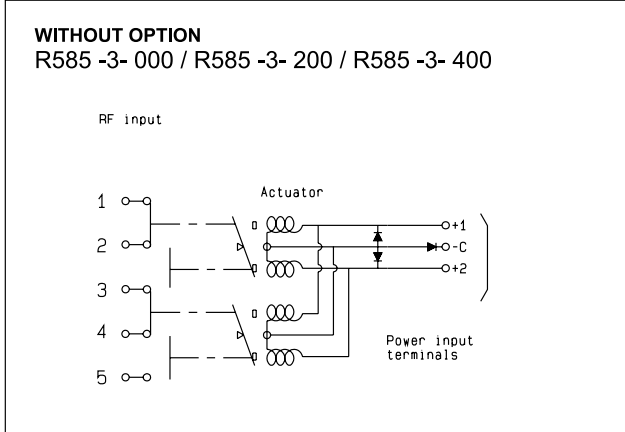 WITHOUT OPTION
R585 -3- 000 / R585 -3- 200 / R585 -3- 400
RF input
Actuator
1
+1
2
-C
+2
3
4
Power input
terminals
5